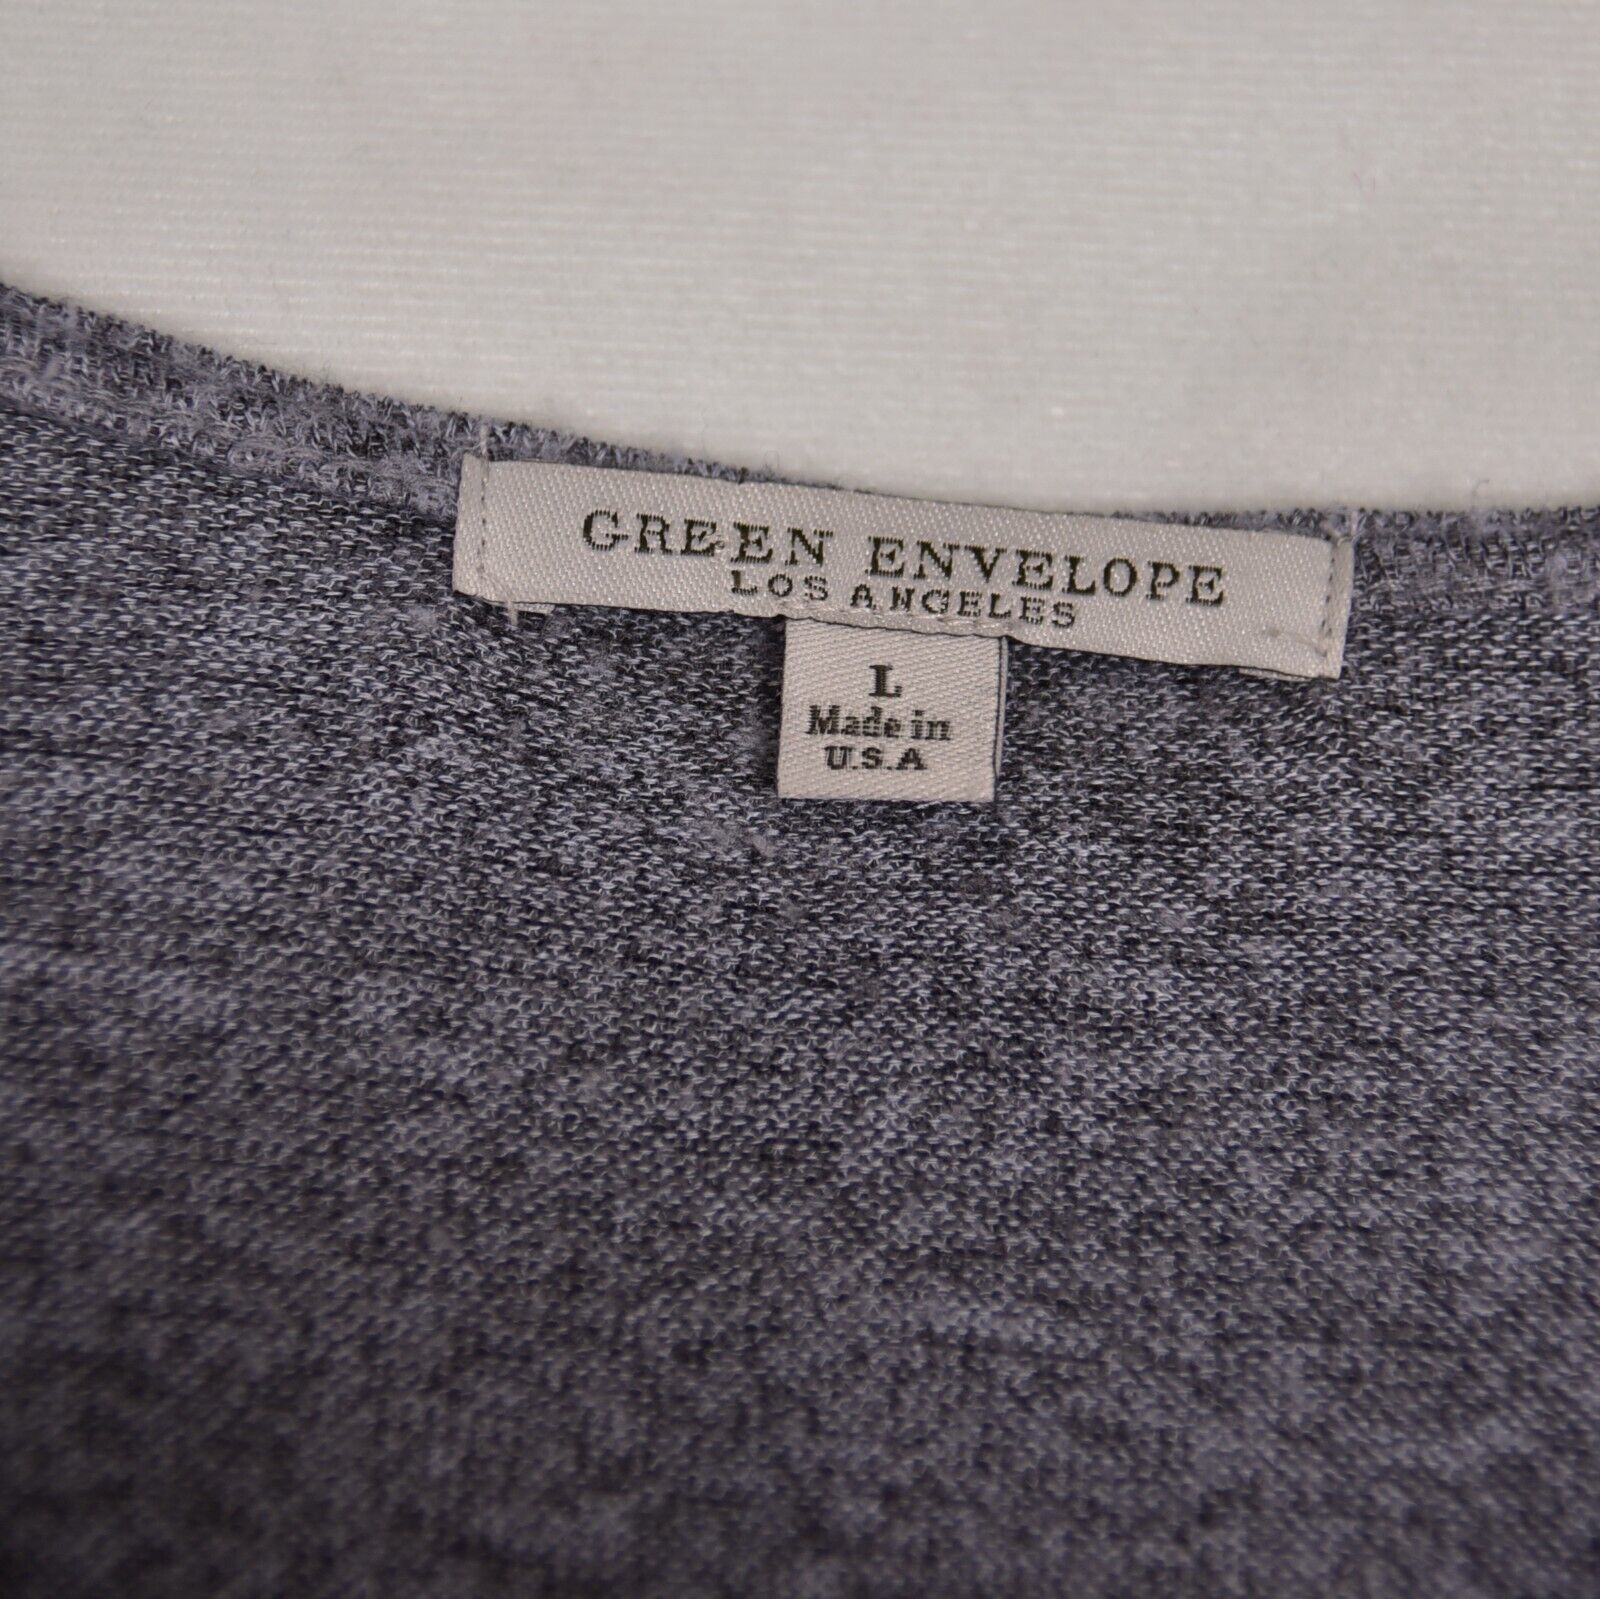 GREEN ENVELOPE
LOS ANGELES
L
Made in
U.S.A